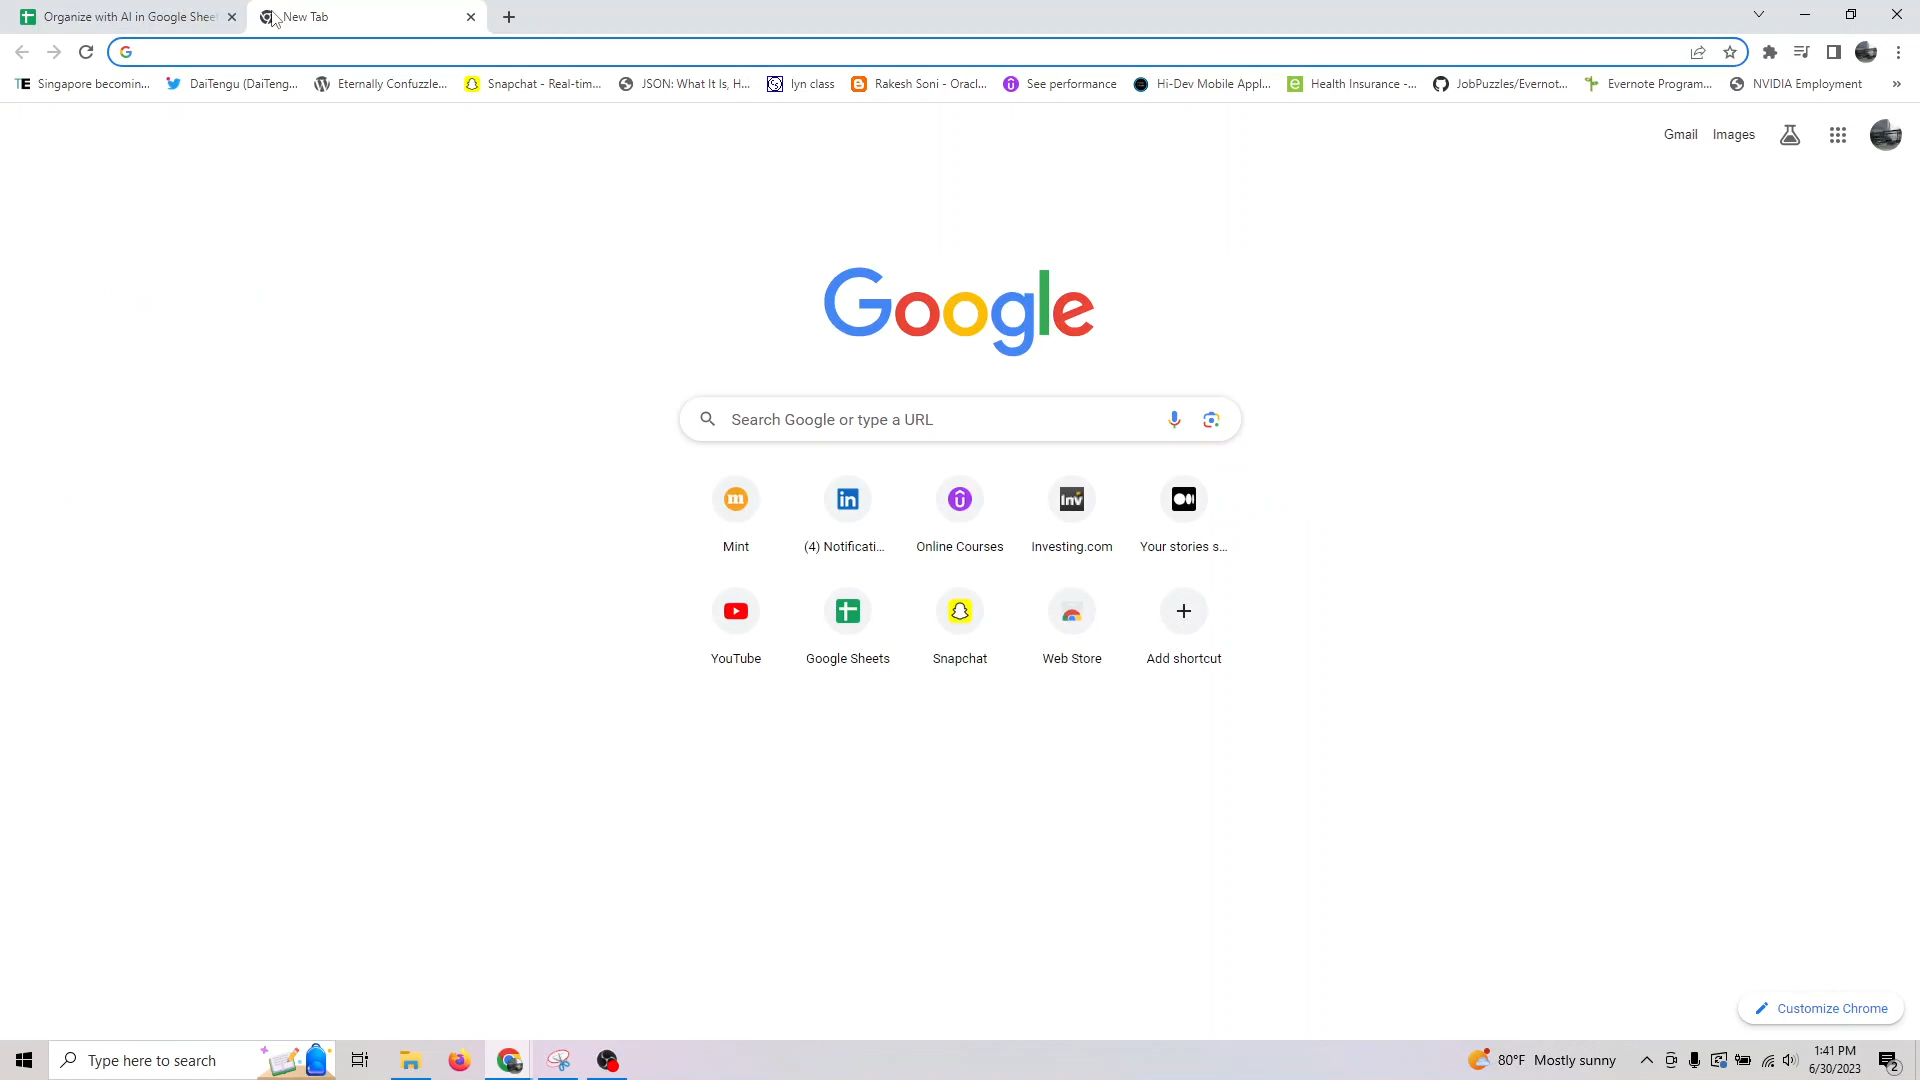 Organize with AI in Google Sheet
New Tab
Singapore becomin...
DaiTengu (DaiTeng...
Eternally Confuzzle...
Snapchat - Real-tim...
JSON: What It Is, H...
lyn class
Rakesh Soni - Oracl...
See performance
Hi-Dev Mobile Appl...
Health Insurance -...
JobPuzzles/Evernot...
Evernote Program...
NVIDIA Employment
»
Gmail
Images
Google
Search Google or type a URL
Mint
(4) Notificati...
Online Courses
Investing.com
Your stories s...
YouTube
Google Sheets
Snapchat
Web Store
Add shortcut
Customize Chrome
Type here to search
80°F Mostly sunny
1:41 PM
6/30/2023
2